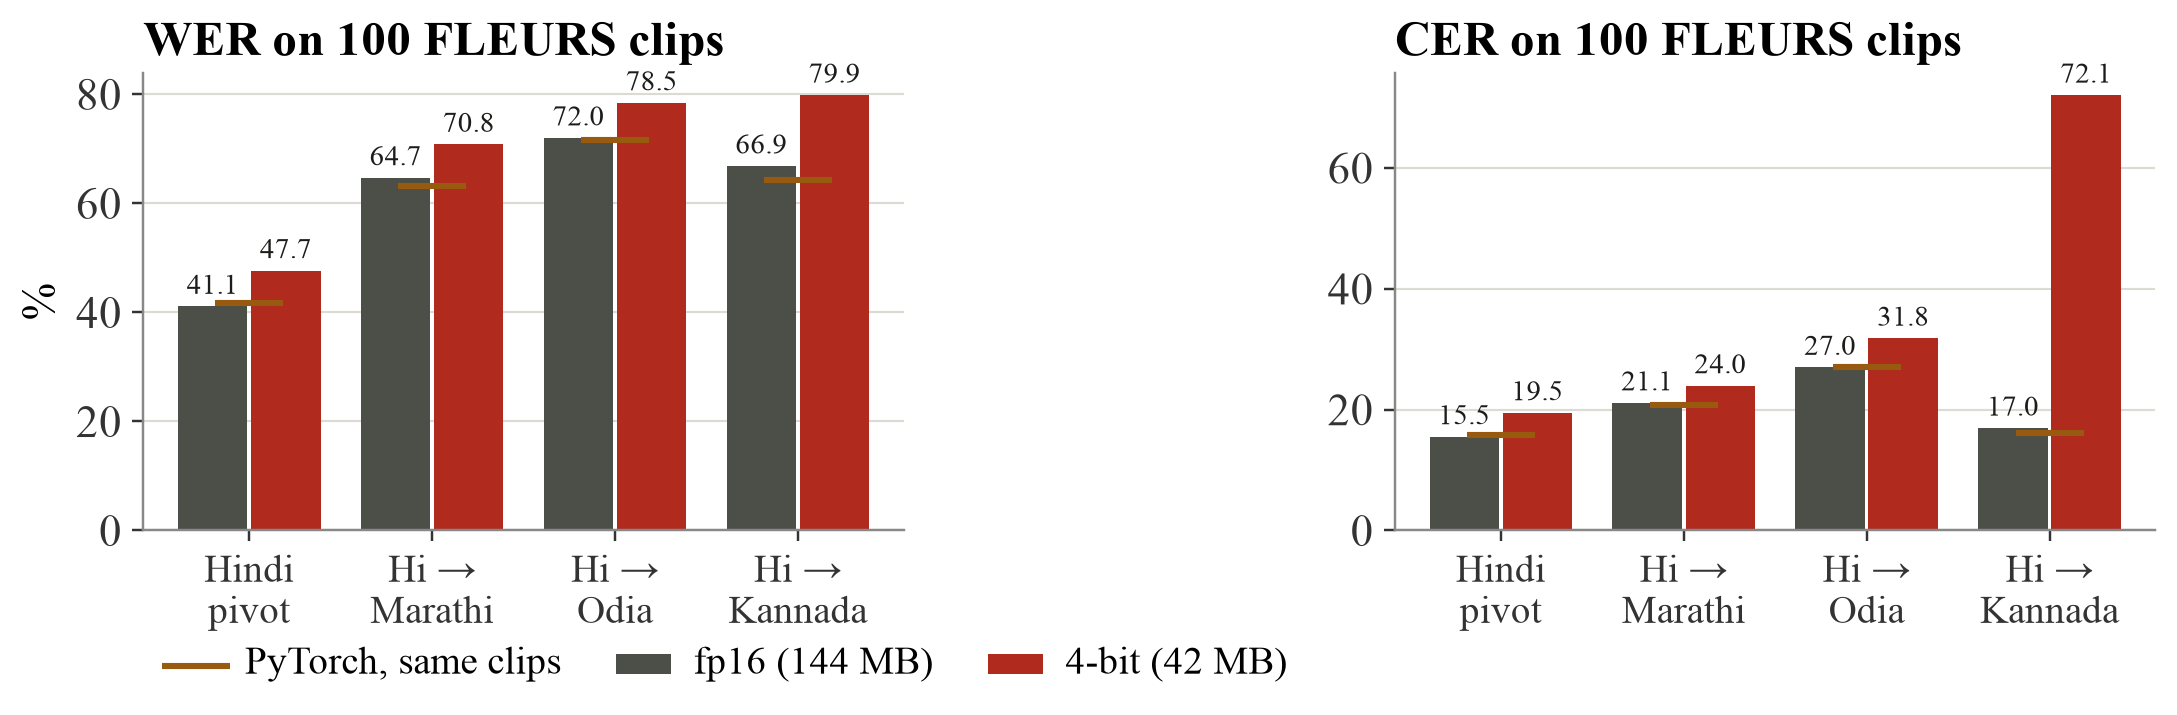 WER on 100 FLEURS clips
%
80
60
40
20
0
41.1
47.7
64.7
70.8
72.0
78.5
66.9
79.9
Hindi
pivot
Hi →
Marathi
Hi →
Odia
Hi →
Kannada
CER on 100 FLEURS clips
60
40
20
0
15.5
19.5
21.1
24.0
27.0
31.8
17.0
72.1
Hindi
pivot
Hi →
Marathi
Hi →
Odia
Hi →
Kannada
PyTorch, same clips
fp16 (144 MB)
4-bit (42 MB)